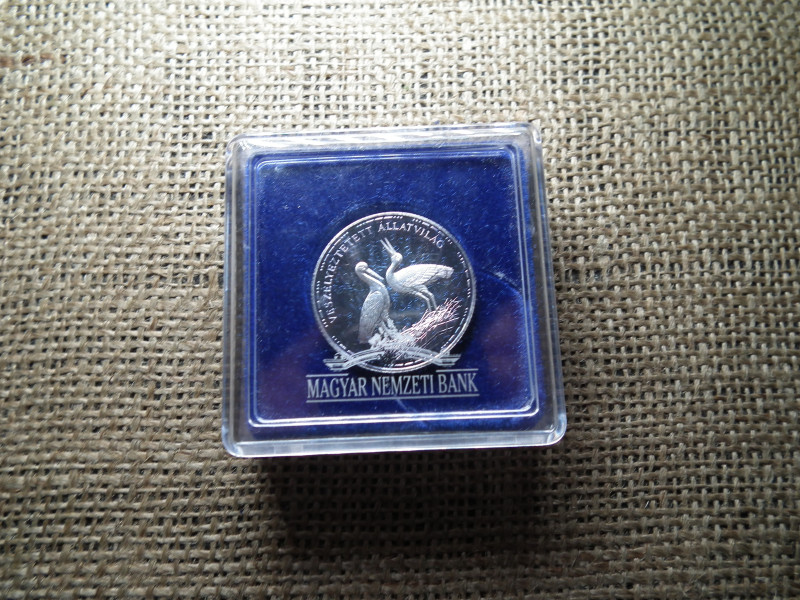 VESZÉLYEZTETETT ÁLLATVILÁG
MAGYAR NEMZETI BANK